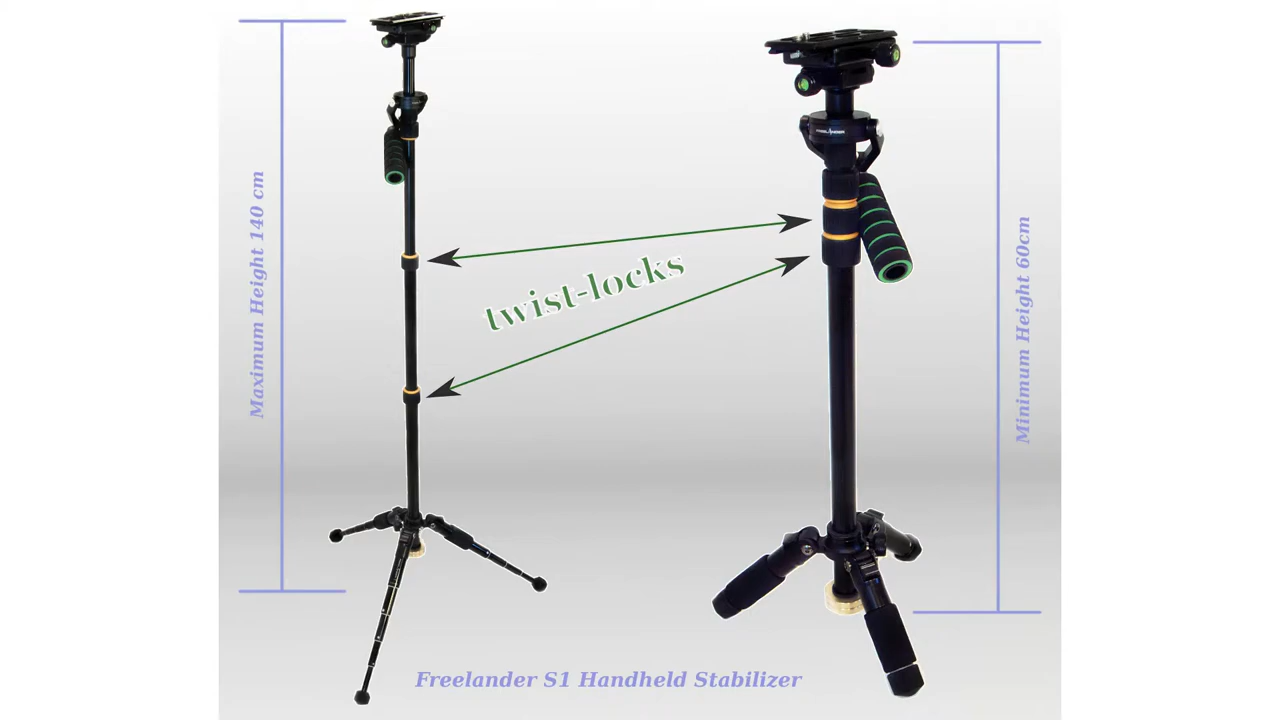 Maximum Height 140 cm
twist-locks
Minimum Height 60cm
Freelander S1 Handheld Stabilizer